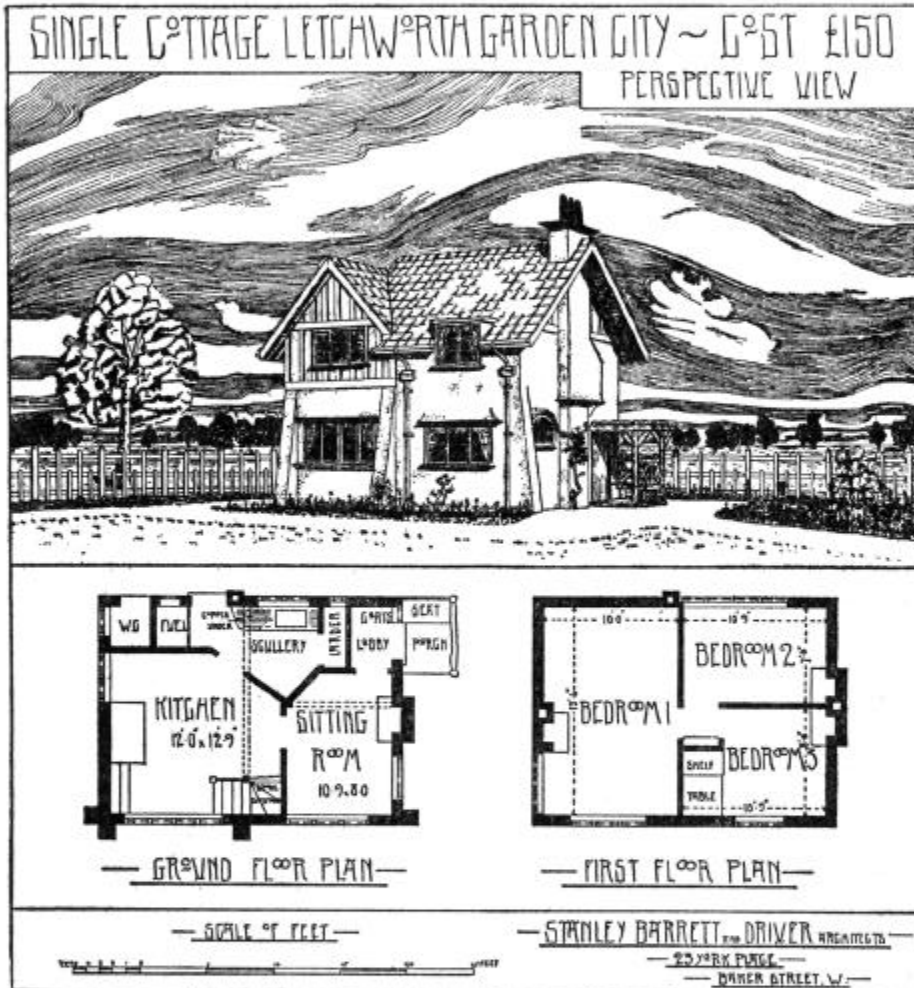 SINGLE COTTAGE LETCHWORTH GARDEN CITY ~ COST £150
PERSPECTIVE VIEW
WC
FUEL
COPPER UNDER
SCULLERY
LARDER
LOBBY
SEAT
PORCH
KITCHEN
12'0" x 12'9"
SITTING
ROOM
10'9 x 8'0
GROUND FLOOR PLAN
BEDROOM 1
10'0"
BEDROOM 2
10'9"
BEDROOM 3
SHELF
TABLE
10'9"
FIRST FLOOR PLAN
SCALE OF FEET
STANLEY BARRETT AND DRIVER ARCHITECTS
23 YORK PLACE
BAKER STREET. W.